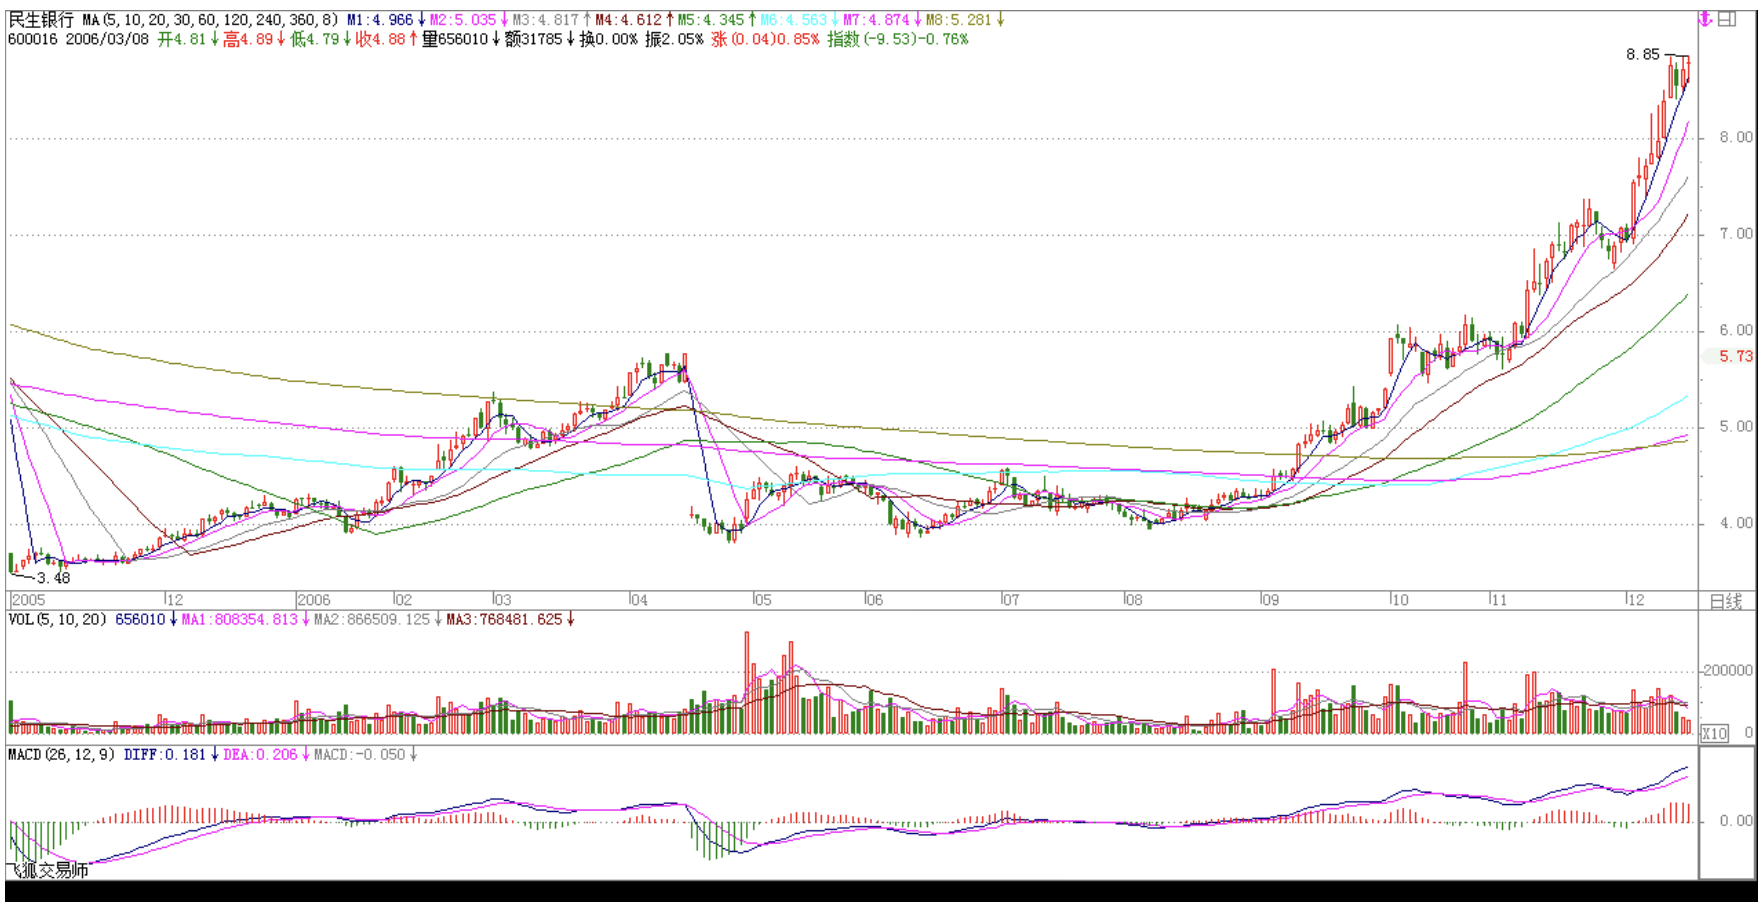 民生银行 MA(5,10,20,30,60,120,240,360,8) M1:4.966↓M2:5.035↓M3:4.817↑M4:4.612↑M5:4.345↑M6:4.563↓M7:4.874↓M8:5.281↓
600016 2006/03/08 开4.81↓高4.89↓低4.79↓收4.88↑量656010↓额31785↓换0.00% 振2.05% 涨(0.04)0.85% 指数(-9.53)-0.76%
8.85
8.00
7.00
6.00
5.73
5.00
4.00
3.48
2005 12 2006 02 03 04 05 06 07 08 09 10 11 12 日线
VOL(5,10,20) 656010↓MA1:808354.813↓MA2:866509.125↓MA3:768481.625↓
200000
X10 0
MACD(26,12,9) DIFF:0.181↓DEA:0.206↓MACD:-0.050↓
0.00
飞狐交易师